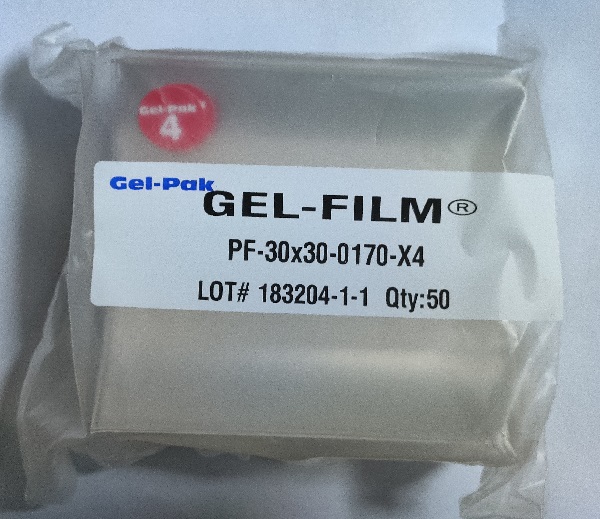 Gel-Pak
4
Gel-Pak
GEL-FILM®
PF-30x30-0170-X4
LOT# 183204-1-1 Qty:50